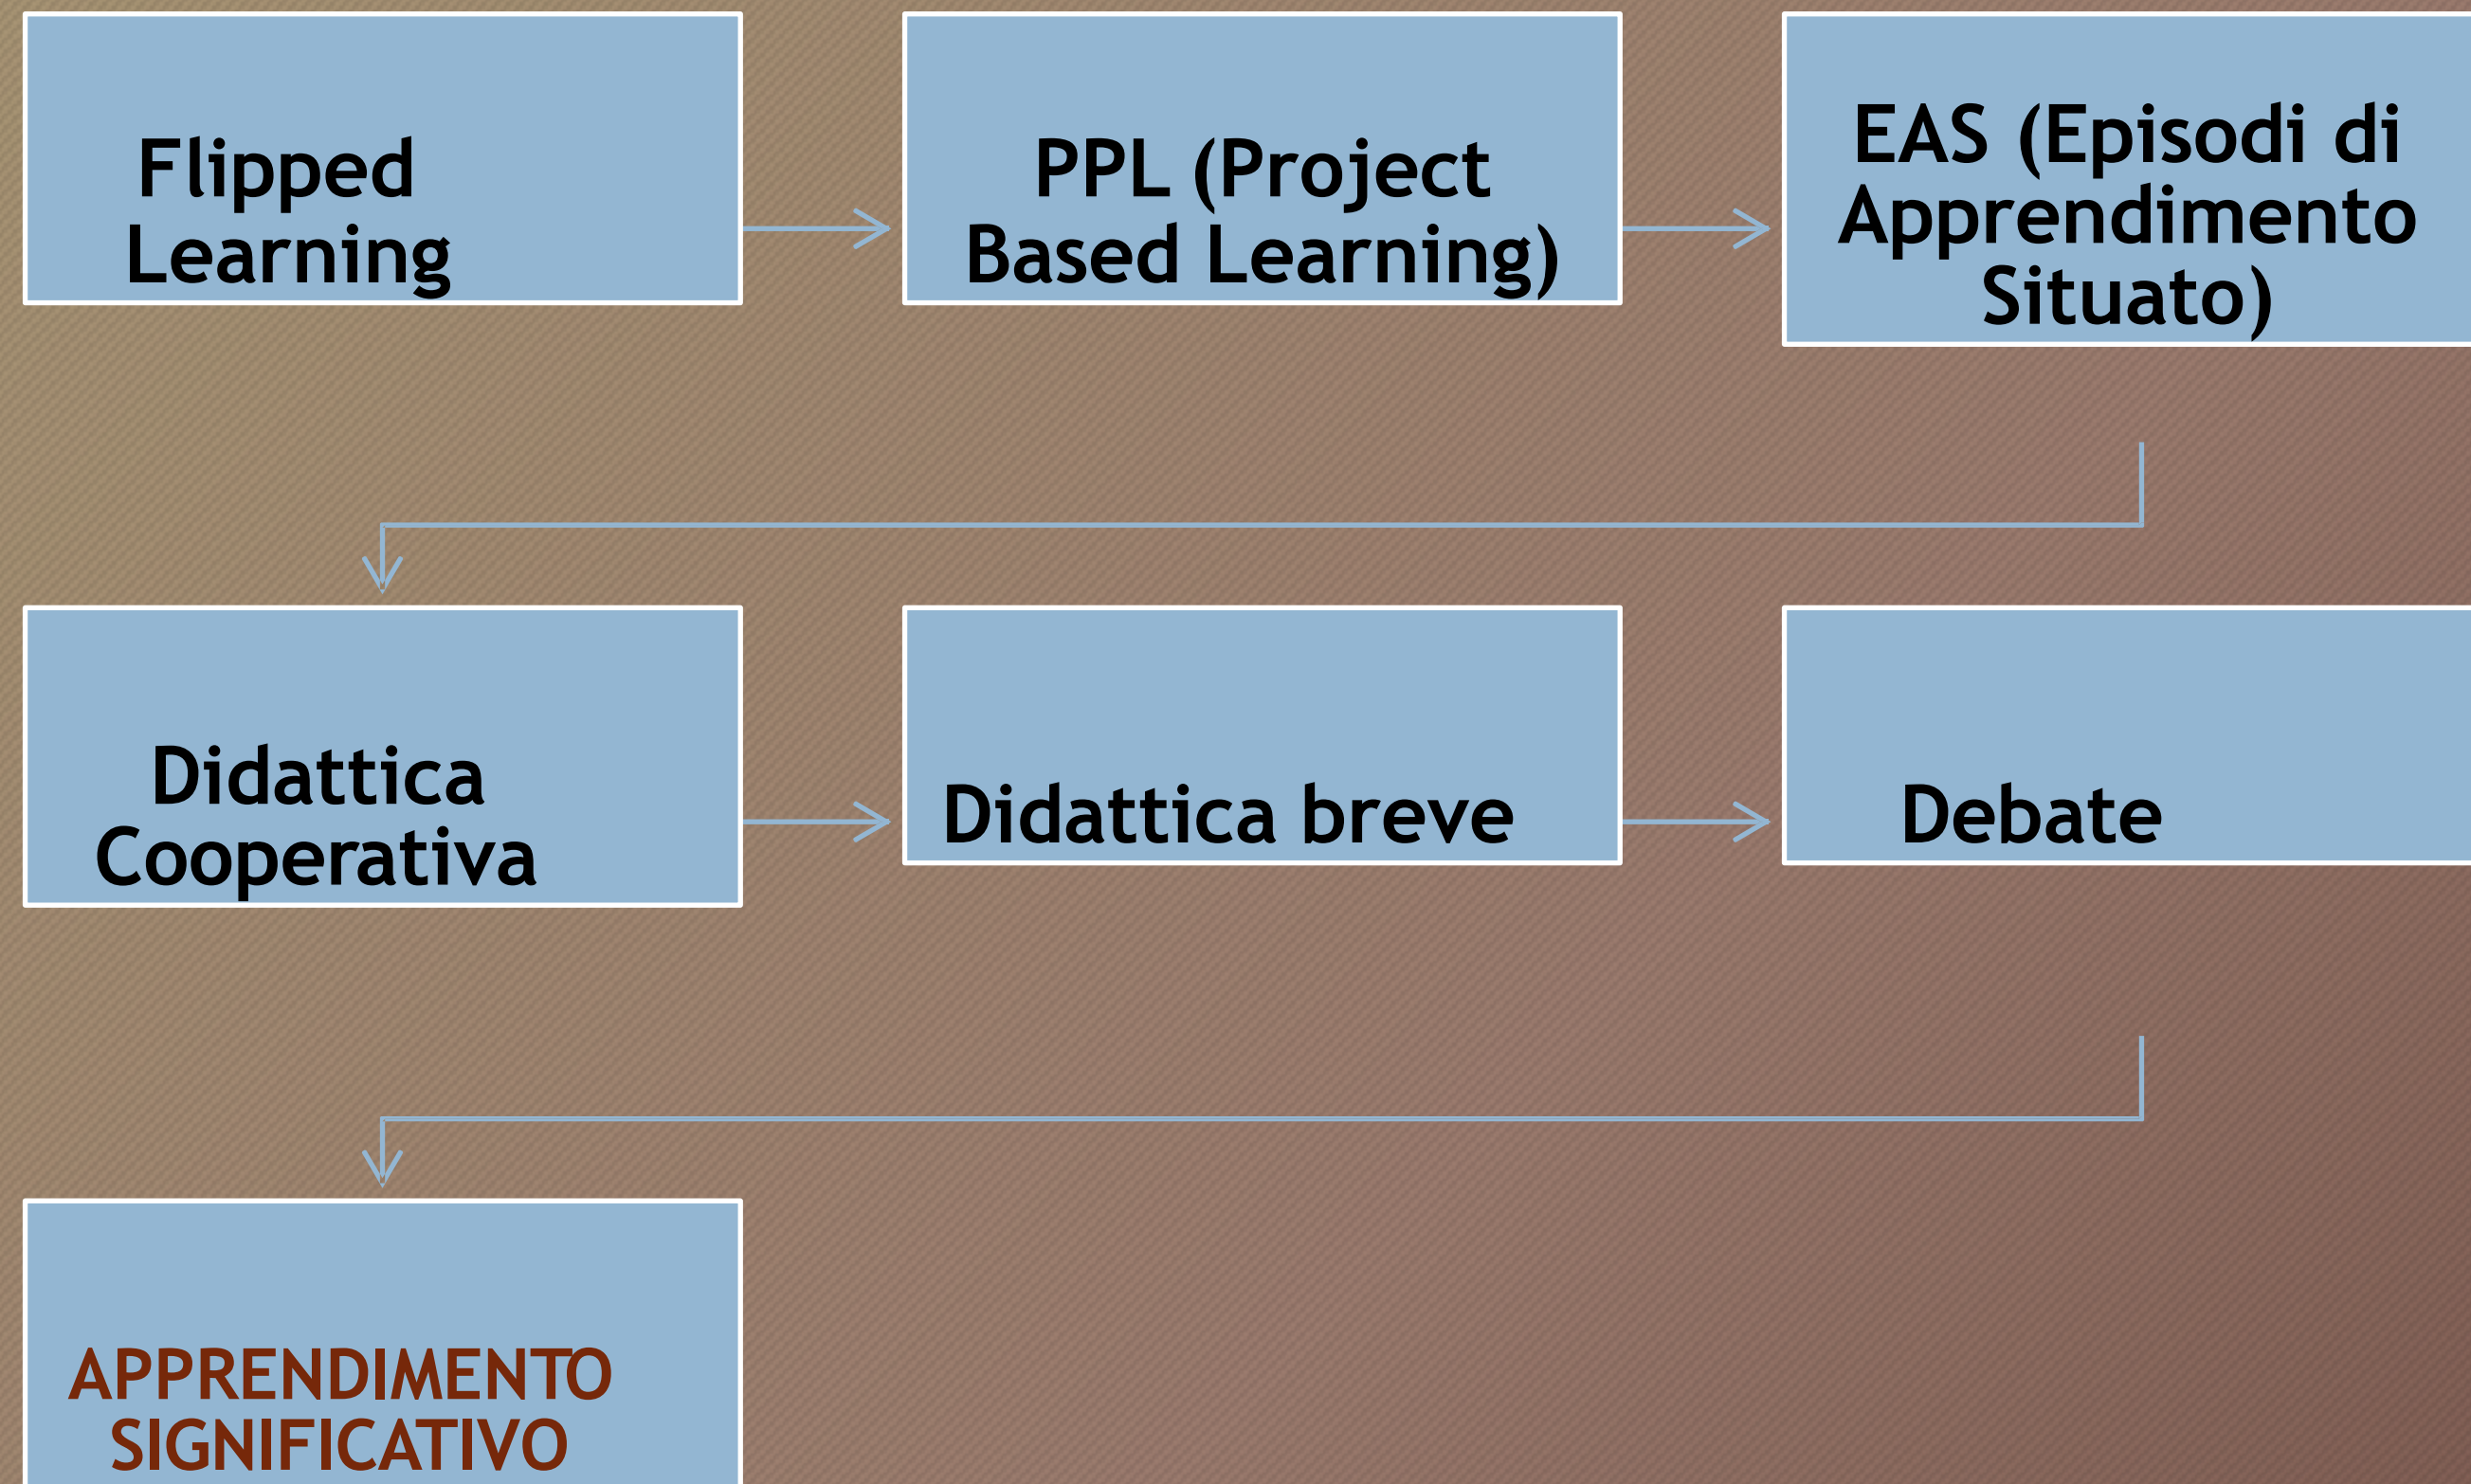 Flipped
Learning
PPL (Project
Based Learning)
EAS (Episodi di
Apprendimento
Situato)
Didattica
Cooperativa
Didattica breve
Debate
APPRENDIMENTO
SIGNIFICATIVO